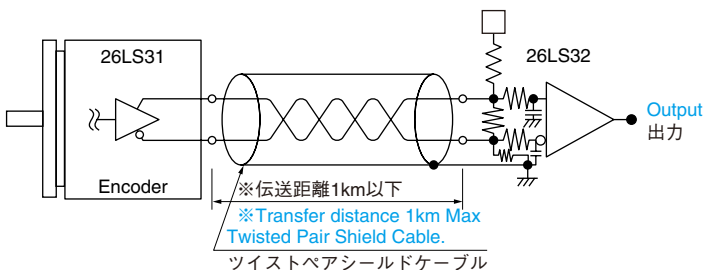 26LS31
26LS32
Output
出力
Encoder
※伝送距離1km以下
※Transfer distance 1km Max
Twisted Pair Shield Cable.
ツイストペアシールドケーブル